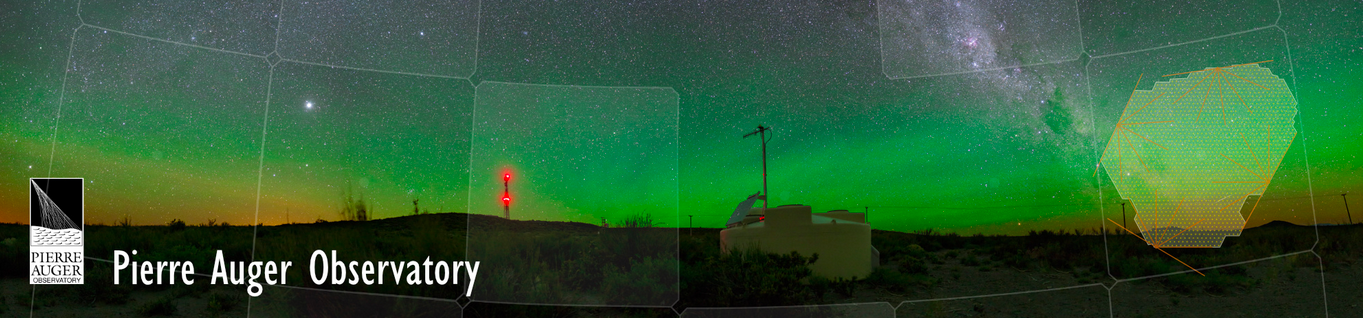 PIERRE
AUGER
OBSERVATORY
Pierre Auger Observatory